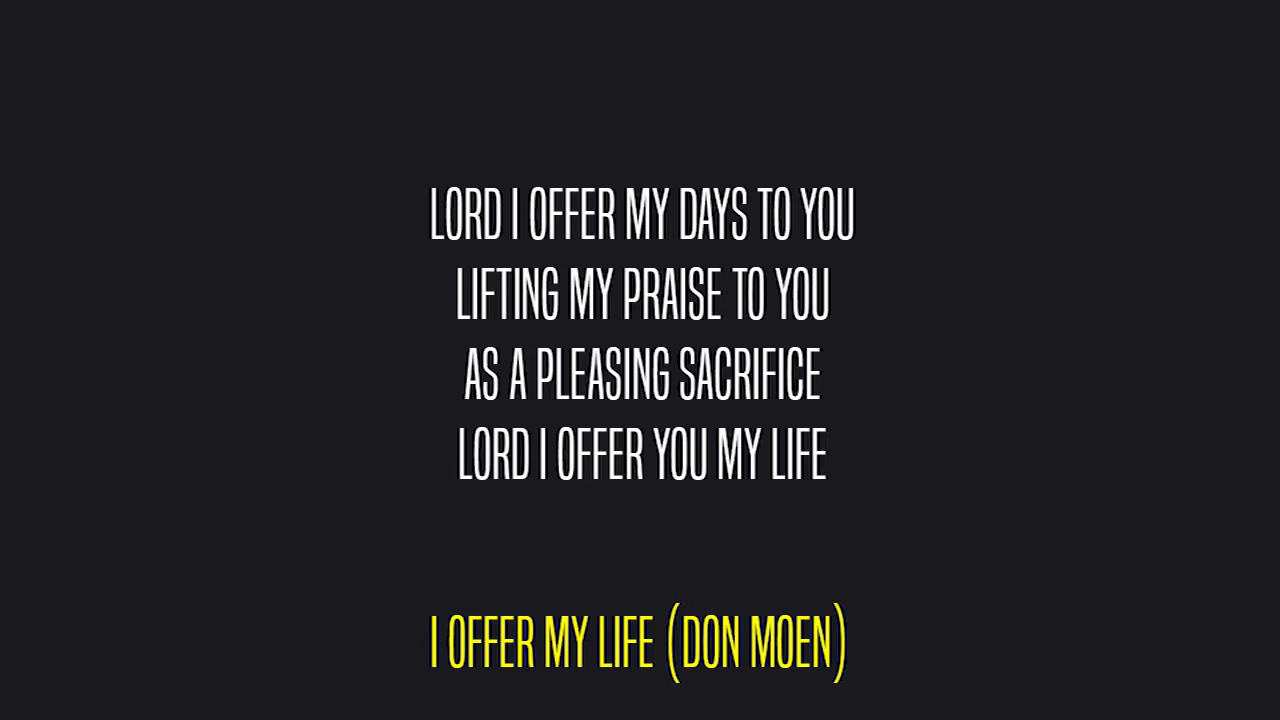 LORD I OFFER MY DAYS TO YOU
LIFTING MY PRAISE TO YOU
AS A PLEASING SACRIFICE
LORD I OFFER YOU MY LIFE
I OFFER MY LIFE (DON MOEN)